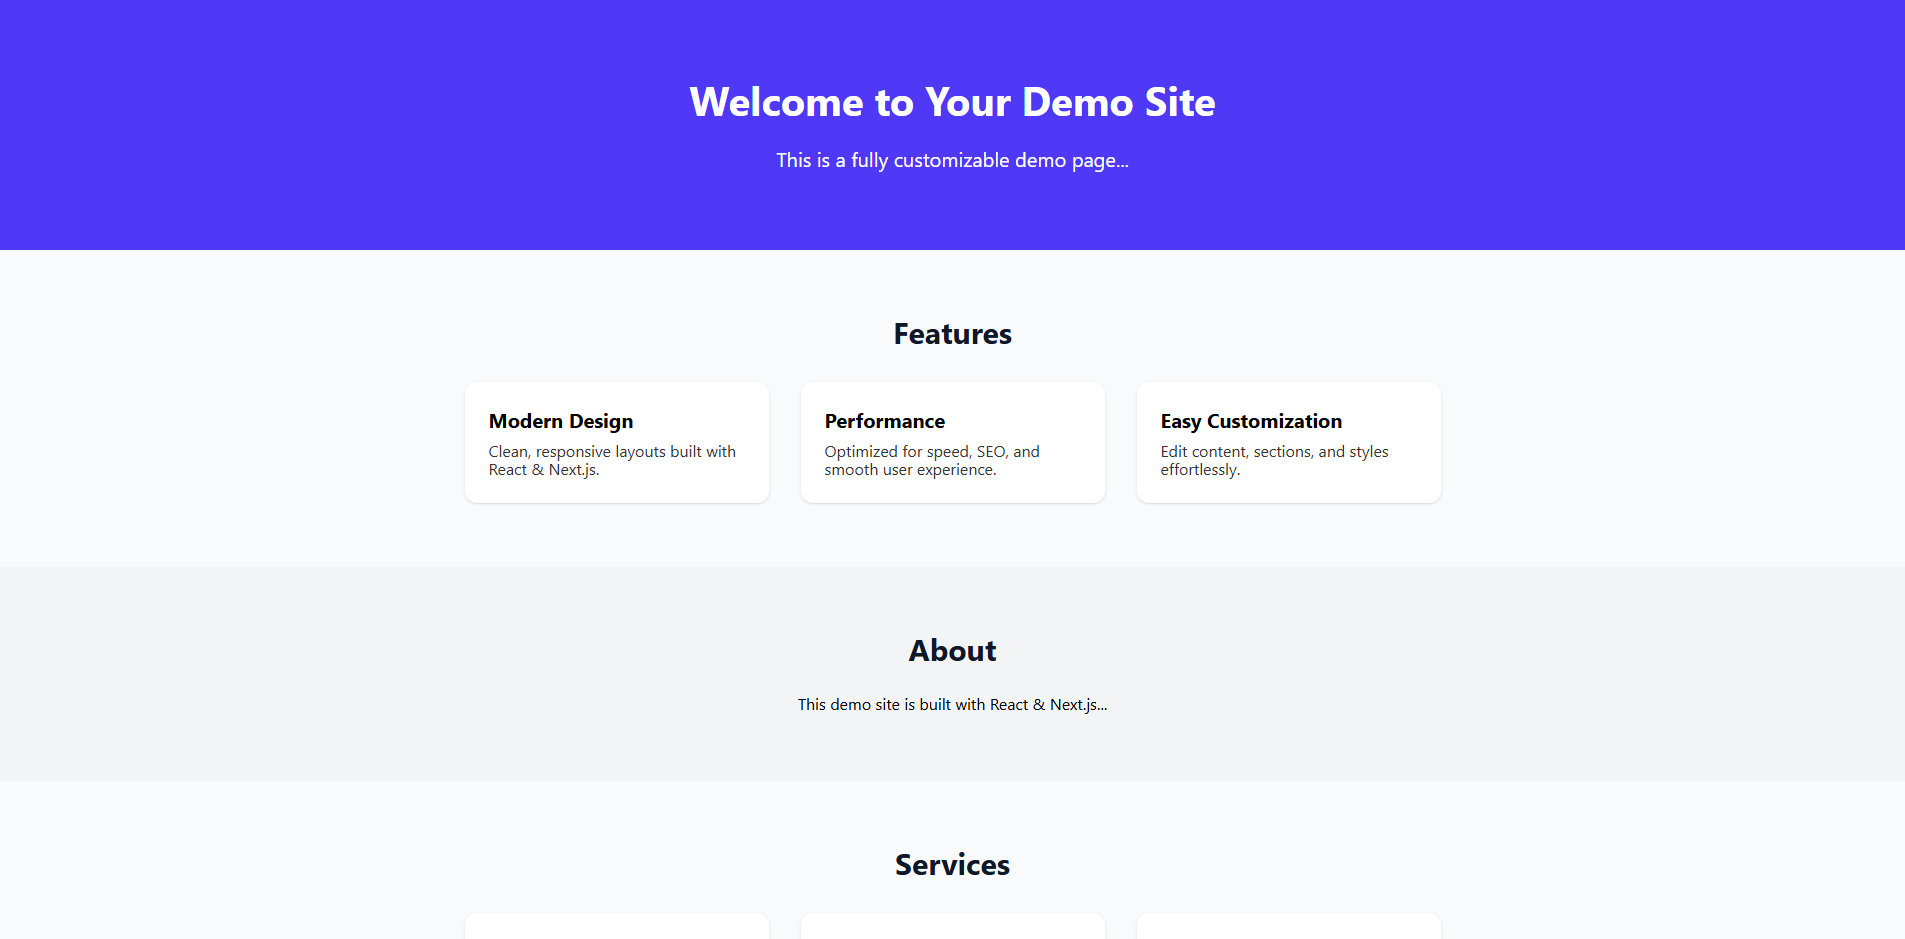 Welcome to Your Demo Site
This is a fully customizable demo page...
Features
Modern Design
Clean, responsive layouts built with
React & Next.js.
Performance
Optimized for speed, SEO, and
smooth user experience.
Easy Customization
Edit content, sections, and styles
effortlessly.
About
This demo site is built with React & Next.js...
Services